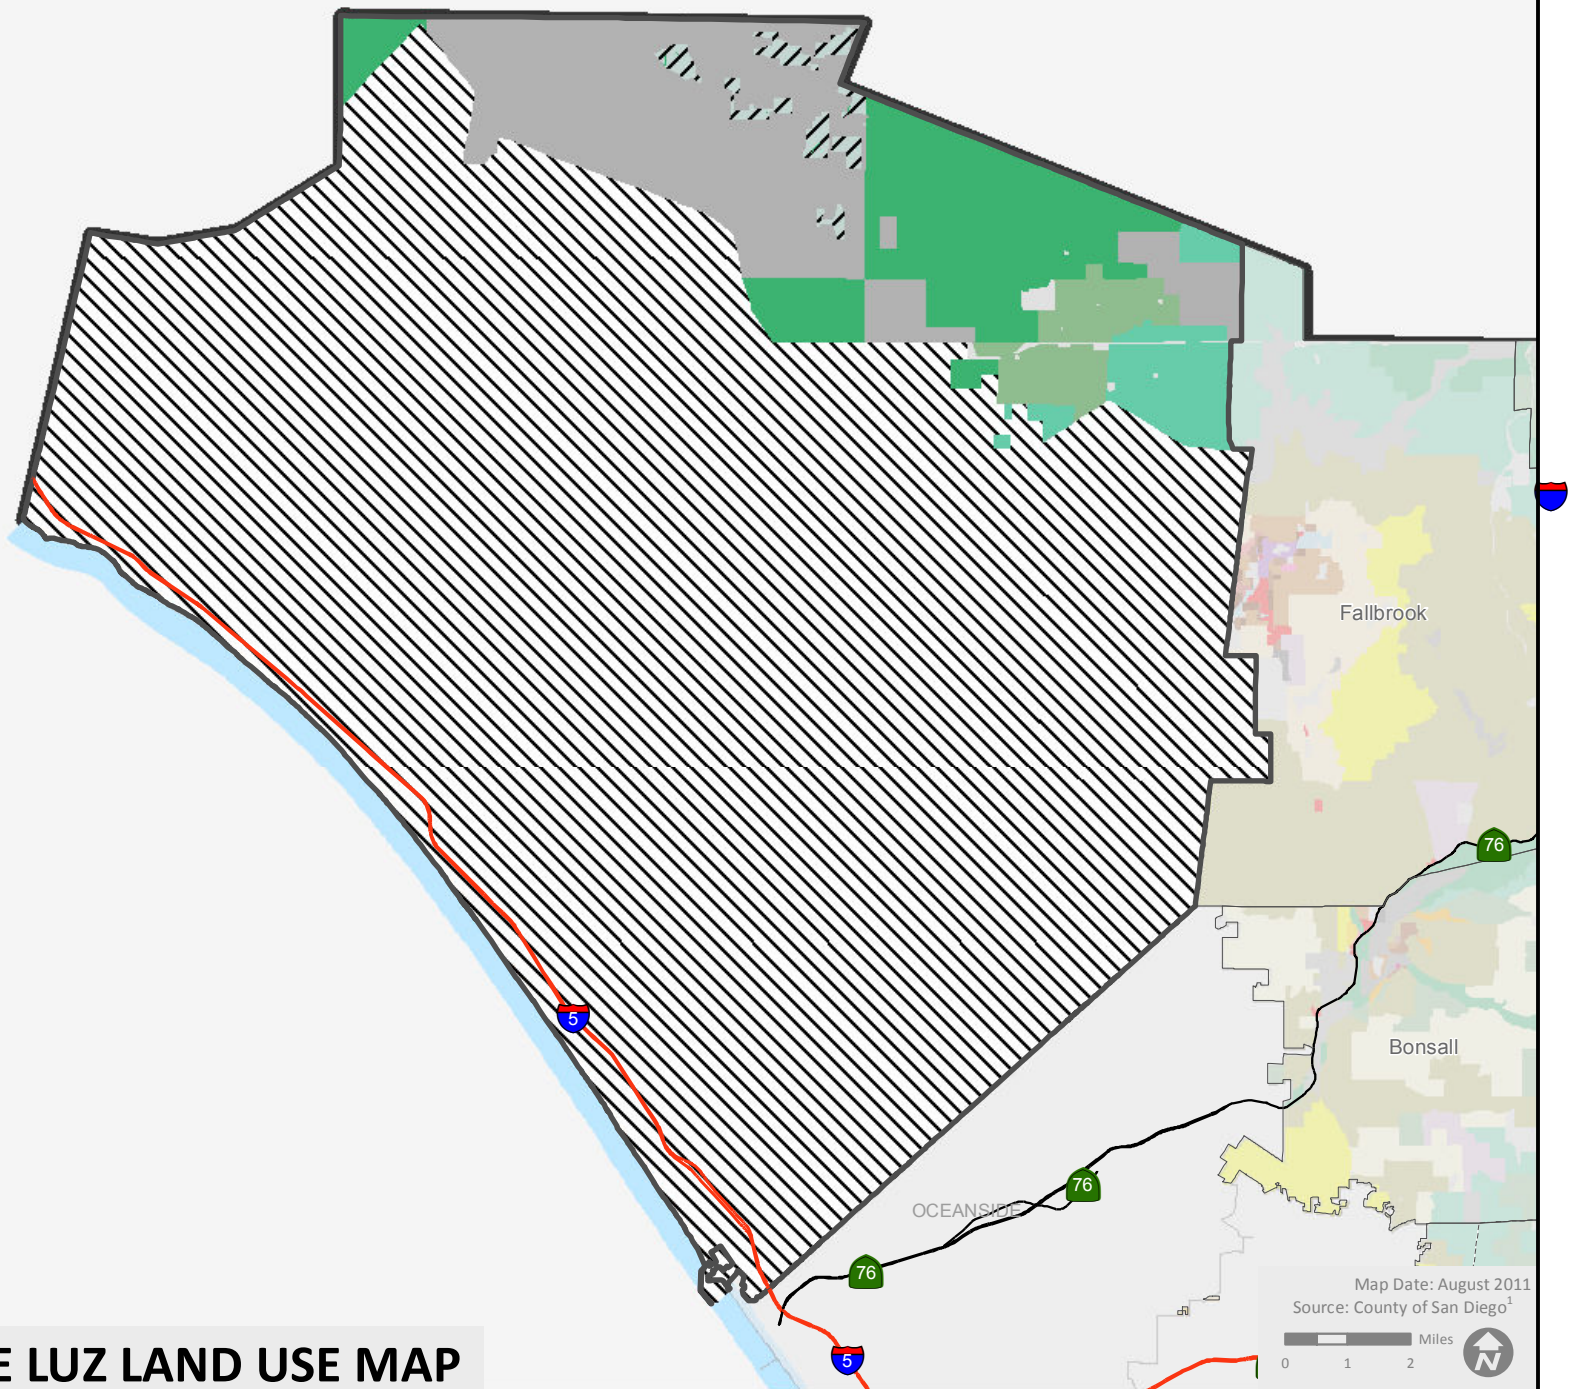 Fallbrook
76
Bonsall
5
76
OCEANSIDE
76
Map Date: August 2011
Source: County of San Diego1
Miles
0 1 2
N
5
E LUZ LAND USE MAP